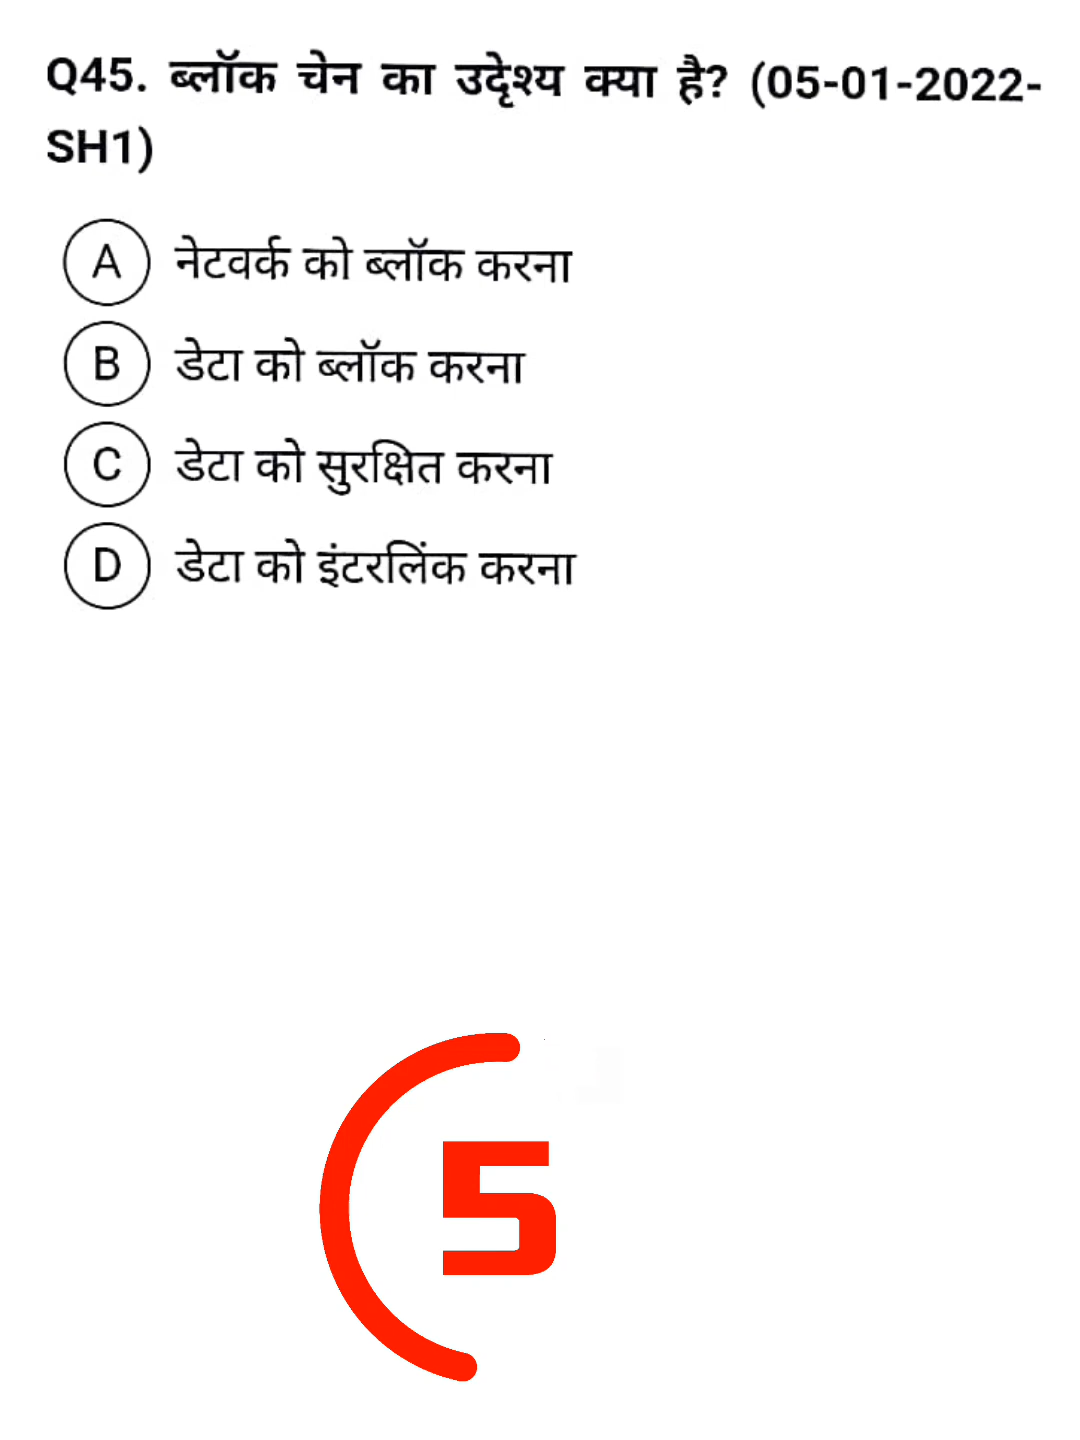 Q45. ब्लॉक चेन का उद्देश्य क्या है? (05-01-2022-
SH1)
A नेटवर्क को ब्लॉक करना
B डेटा को ब्लॉक करना
C डेटा को सुरक्षित करना
D डेटा को इंटरलिंक करना
5